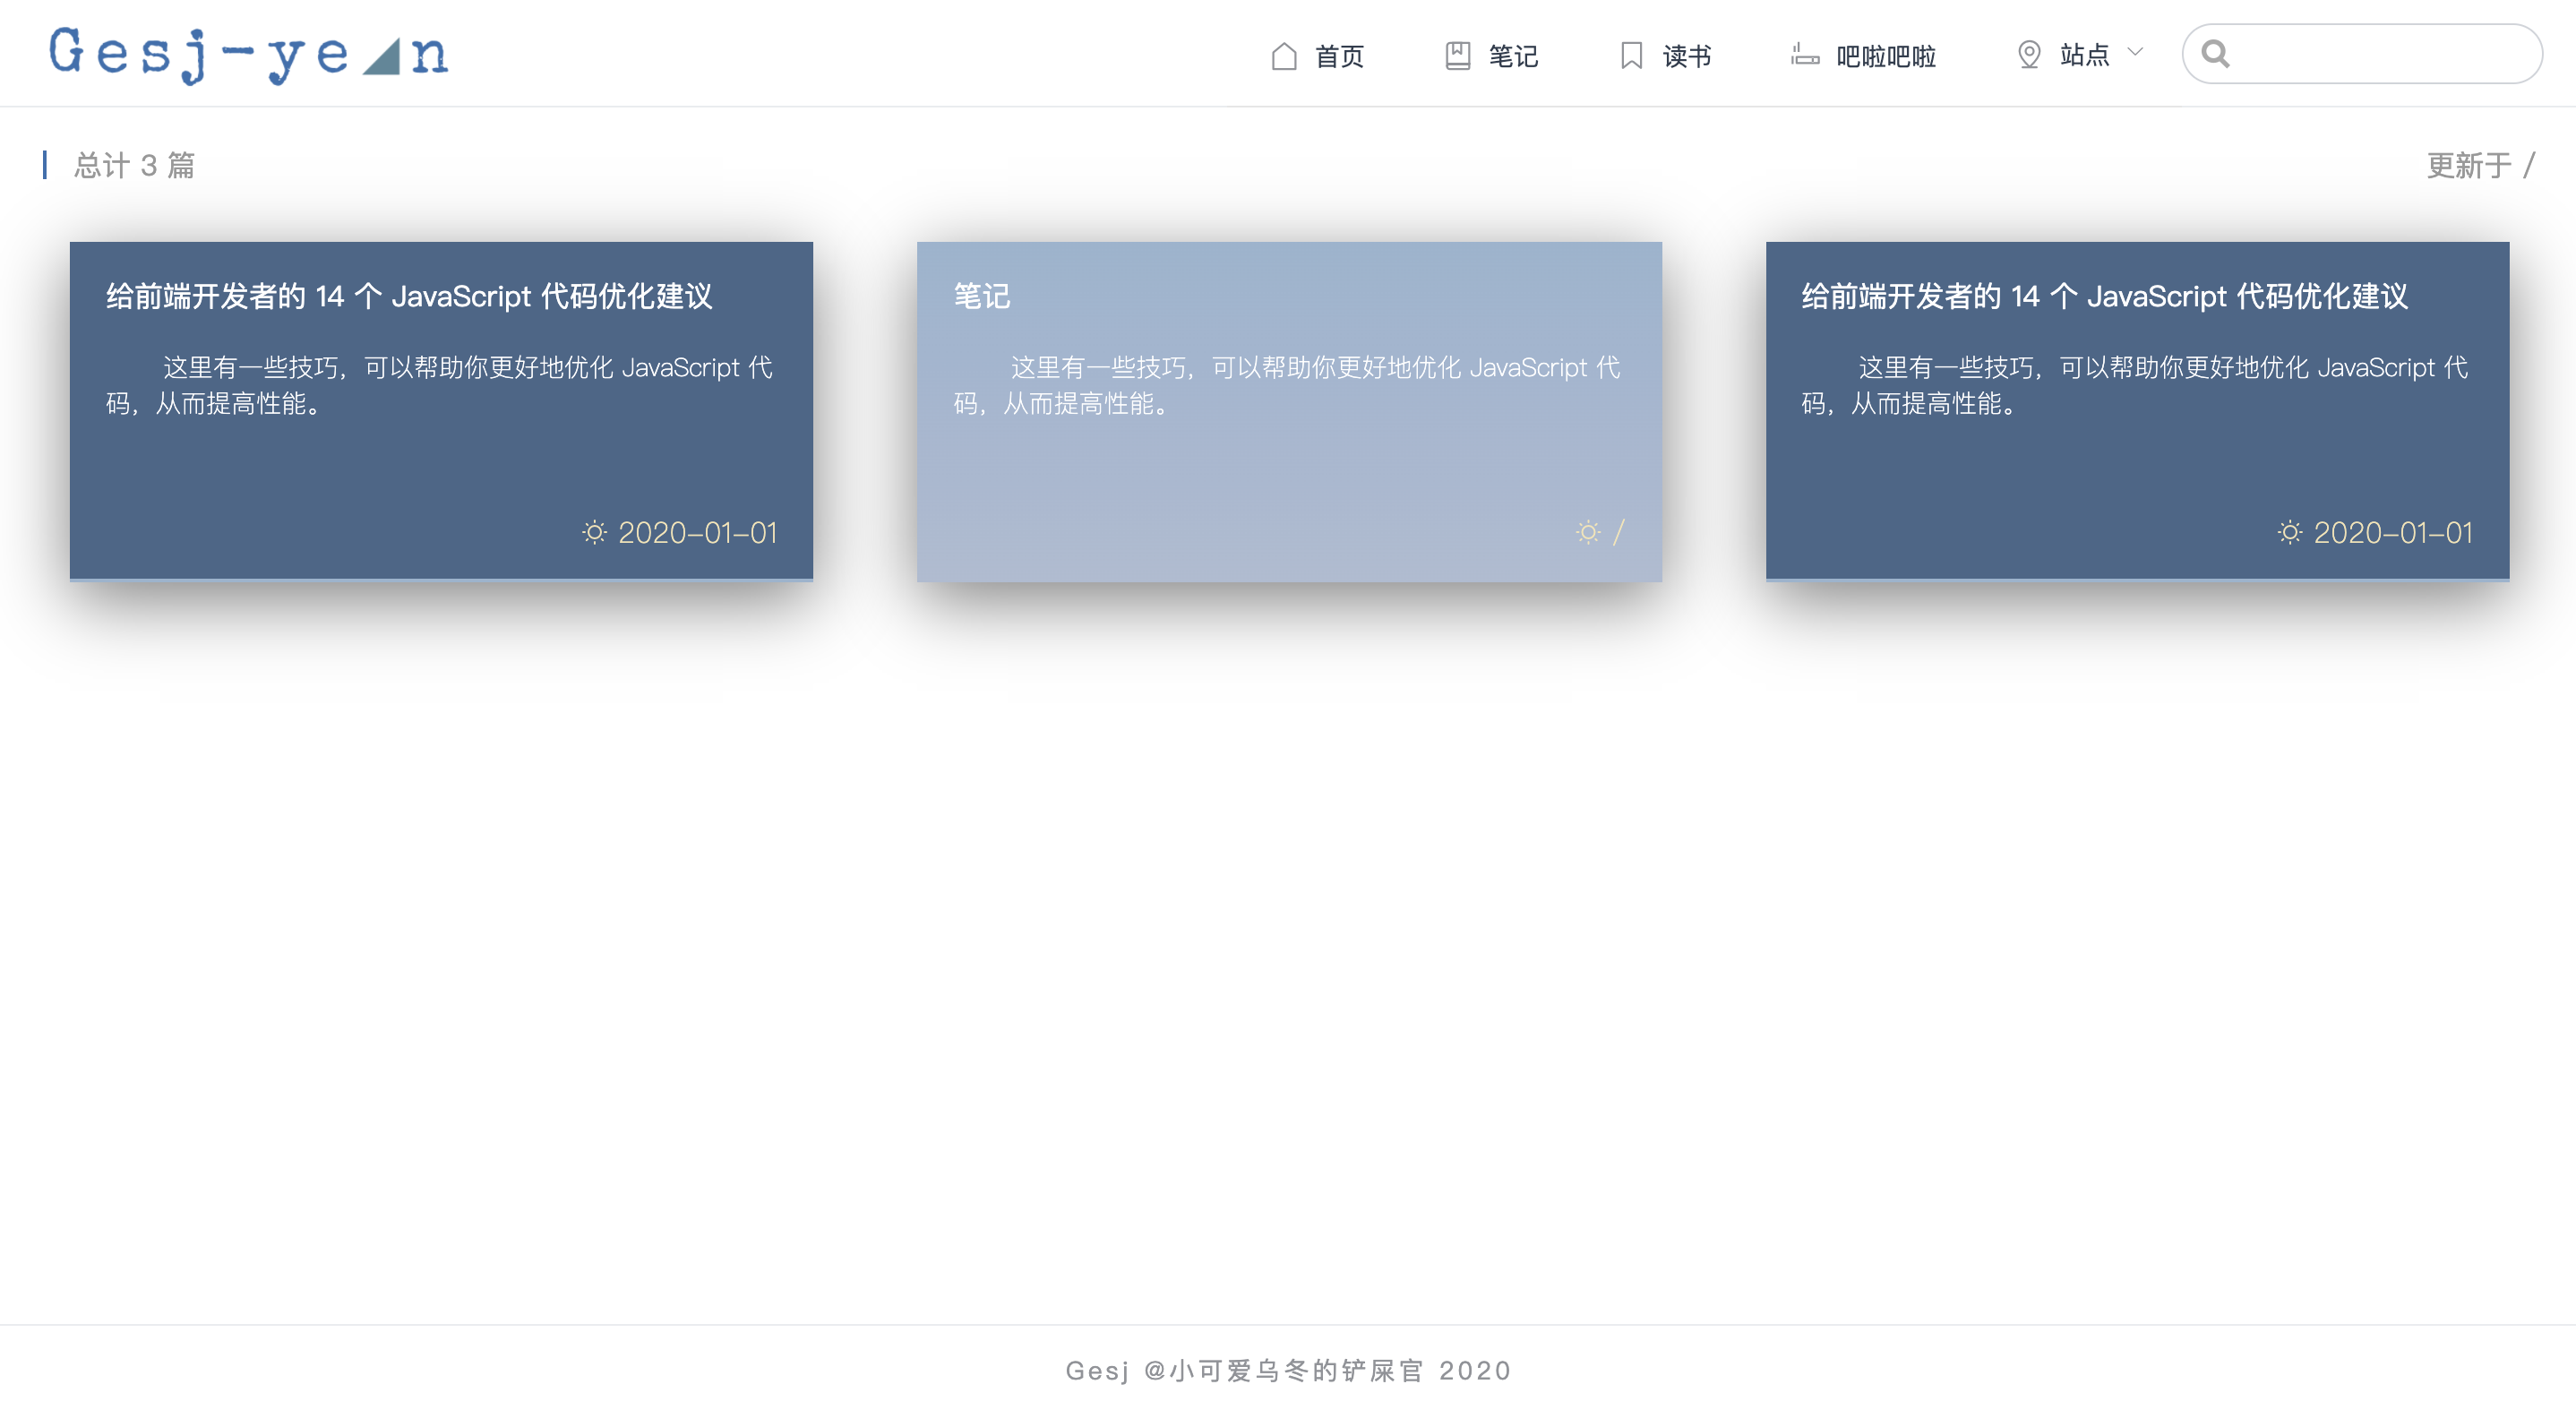 Gesj-yean
首页 笔记 读书 吧啦吧啦 站点
总计 3 篇
更新于 /
给前端开发者的 14 个 JavaScript 代码优化建议
这里有一些技巧，可以帮助你更好地优化 JavaScript 代
码，从而提高性能。
2020-01-01
笔记
这里有一些技巧，可以帮助你更好地优化 JavaScript 代
码，从而提高性能。
/
给前端开发者的 14 个 JavaScript 代码优化建议
这里有一些技巧，可以帮助你更好地优化 JavaScript 代
码，从而提高性能。
2020-01-01
Gesj @小可爱乌冬的铲屎官 2020